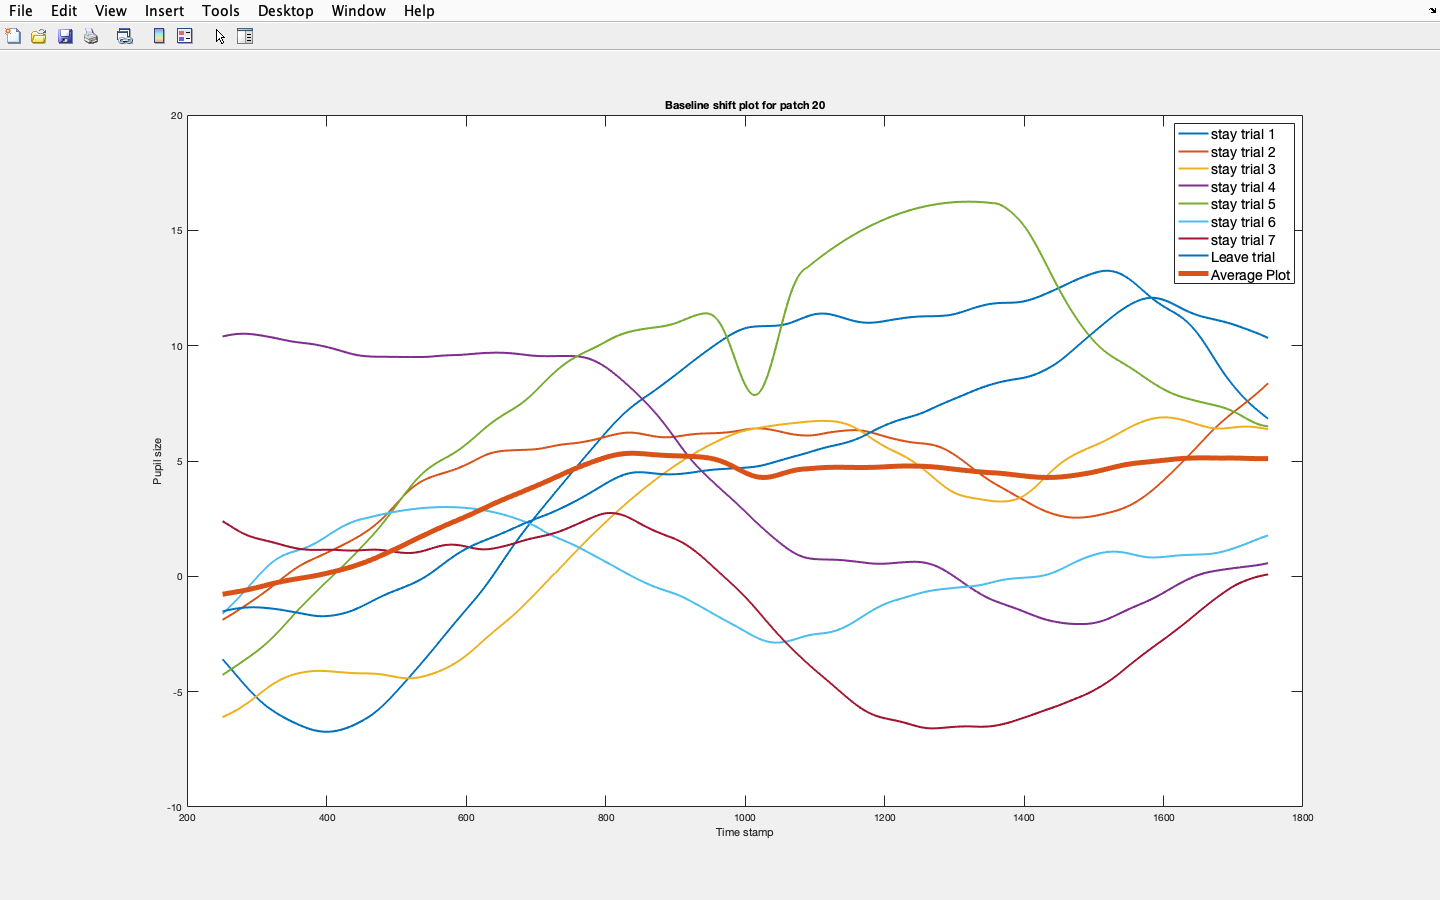 File Edit View Insert Tools Desktop Window Help
Baseline shift plot for patch 20
20
15
10
5
0
-5
-10
Pupil size
200 400 600 800 1000 1200 1400 1600 1800
Time stamp
stay trial 1
stay trial 2
stay trial 3
stay trial 4
stay trial 5
stay trial 6
stay trial 7
Leave trial
Average Plot